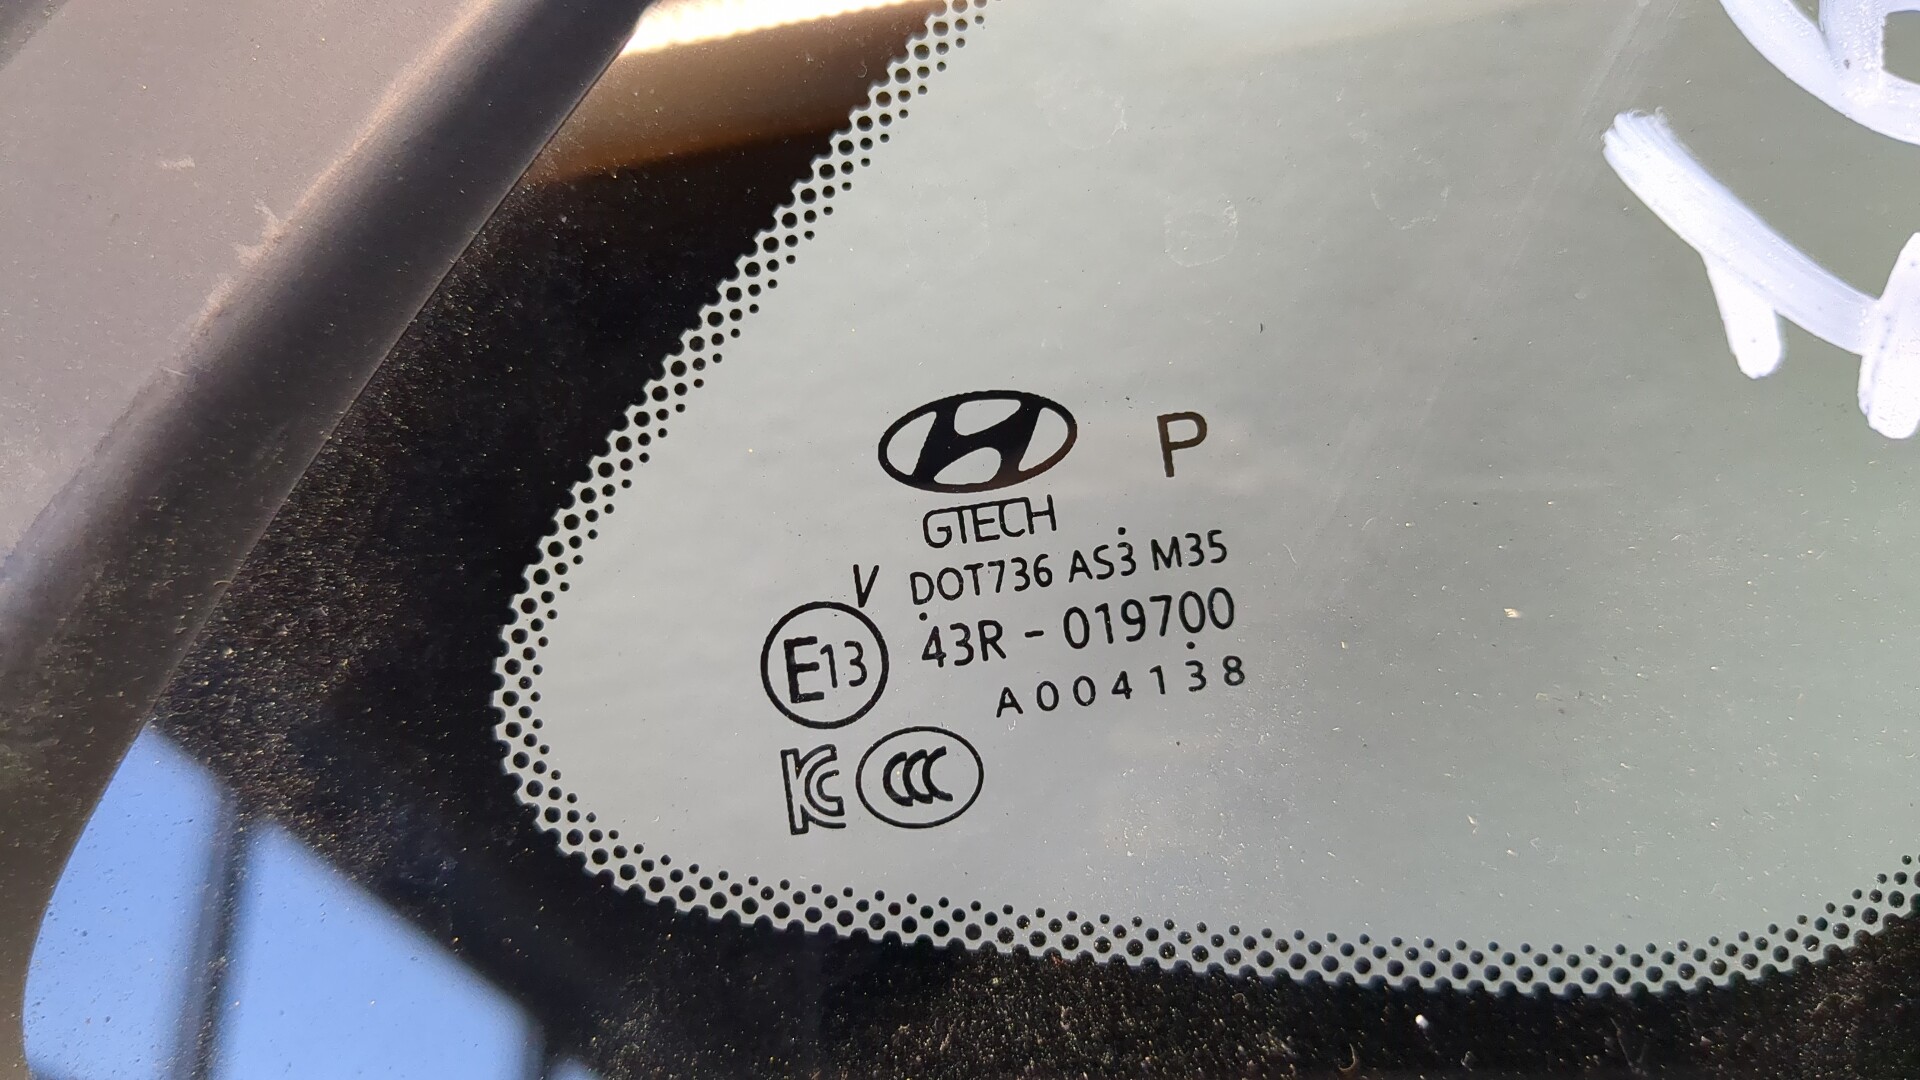 P
GTECH
V DOT736 AS3 M35
E13 43R - 019700
A004138
KC CCC